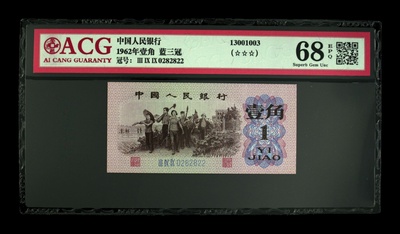 ACG
AI CANG GUARANTY
中国人民银行
1962年壹角 蓝三冠
冠号: Ⅲ Ⅸ Ⅸ 0282822
13001003
(☆☆☆)
68 EPQ
Superb Gem Unc
中國人民銀行
壹角
1
YI
JIAO
Ⅲ Ⅸ Ⅸ 0282822